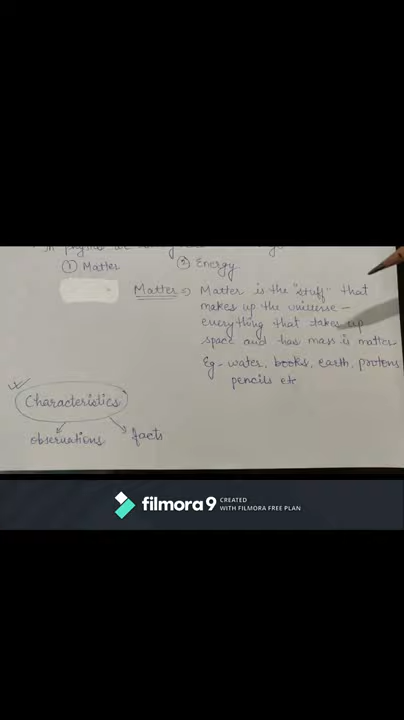 ① Matter ② Energy
Matter ⇒ Matter is the "stuff" that
makes up the universe —
everything that takes up
space and has mass is matter
Eg - water, books, earth, protons
pencils etc
Characteristics
observations facts
filmora9 CREATED
WITH FILMORA FREE PLAN